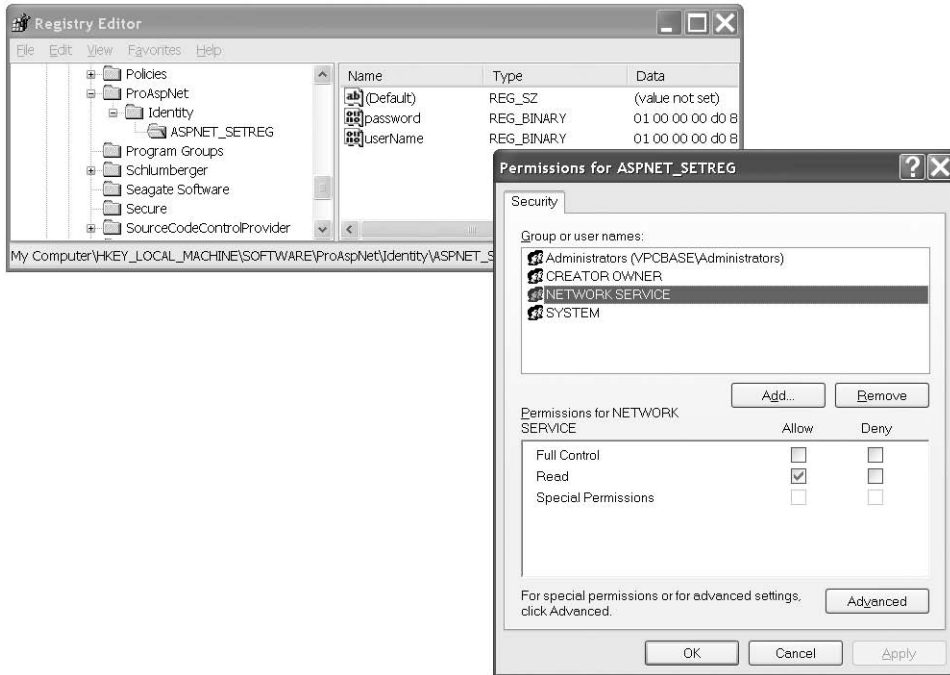 Registry Editor
File Edit View Favorites Help
Policies
ProAspNet
Identity
ASPNET_SETREG
Program Groups
Schlumberger
Seagate Software
Secure
SourceCodeControlProvider
Name Type Data
(Default) REG_SZ (value not set)
password REG_BINARY 01 00 00 00 d0 8
userName REG_BINARY 01 00 00 00 d0 8
My Computer\HKEY_LOCAL_MACHINE\SOFTWARE\ProAspNet\Identity\ASPNET_S
Permissions for ASPNET_SETREG
Security
Group or user names:
Administrators (VPCBASE\Administrators)
CREATOR OWNER
NETWORK SERVICE
SYSTEM
Add... Remove
Permissions for NETWORK
SERVICE Allow Deny
Full Control
Read
Special Permissions
For special permissions or for advanced settings,
click Advanced.
Advanced
OK Cancel Apply